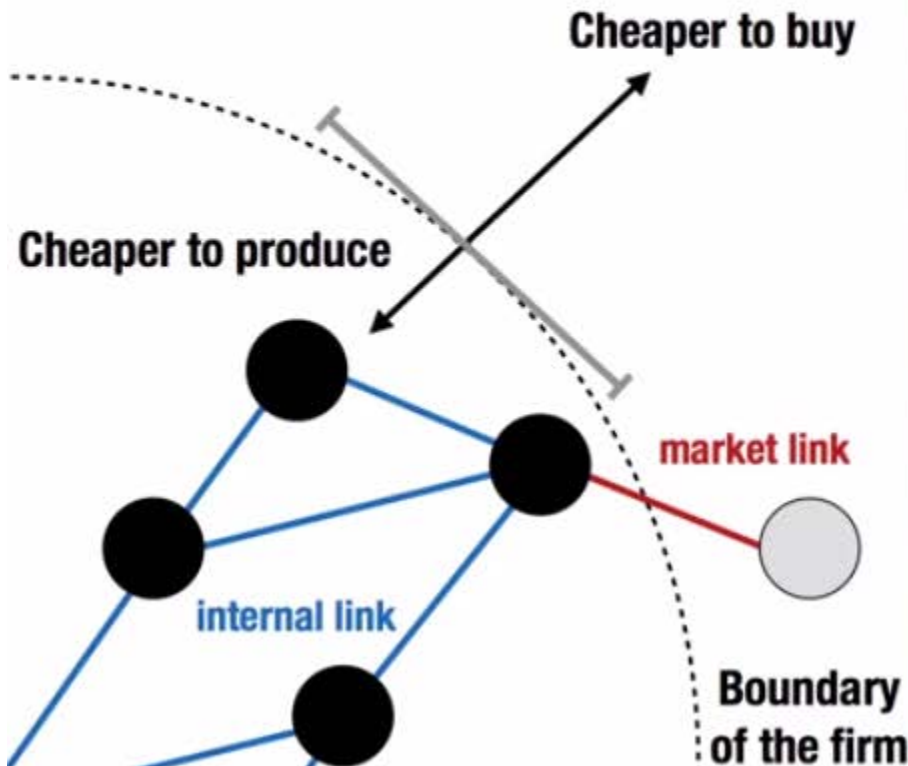 Cheaper to buy
Cheaper to produce
market link
internal link
Boundary
of the firm